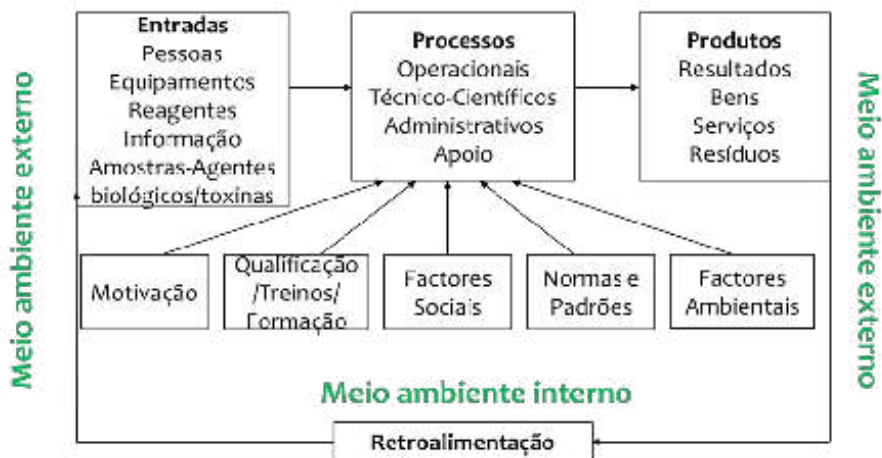 Entradas
Pessoas
Equipamentos
Reagentes
Informação
Amostras-Agentes
biológicos/toxinas
Processos
Operacionais
Técnico-Científicos
Administrativos
Apoio
Produtos
Resultados
Bens
Serviços
Resíduos
Meio ambiente externo
Meio ambiente externo
Motivação
Qualificação
/Treinos/
Formação
Factores
Sociais
Normas e
Padrões
Factores
Ambientais
Meio ambiente interno
Retroalimentação